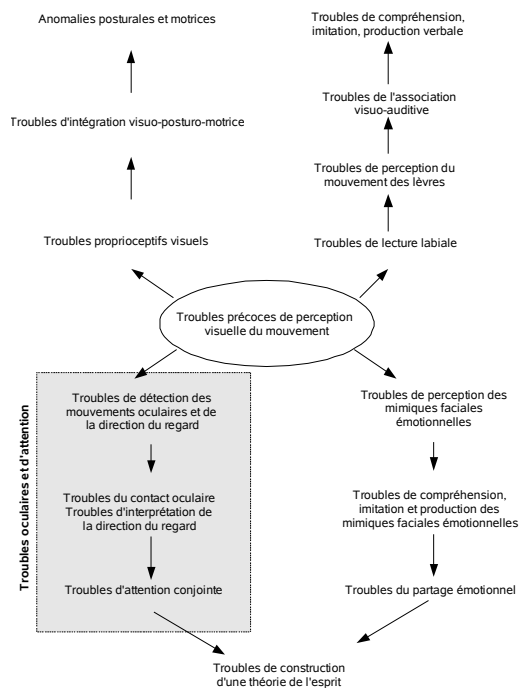 Anomalies posturales et motrices
Troubles de compréhension,
imitation, production verbale
Troubles d'intégration visuo-posturo-motrice
Troubles de l'association
visuo-auditive
Troubles de perception du
mouvement des lèvres
Troubles proprioceptifs visuels
Troubles de lecture labiale
Troubles précoces de perception
visuelle du mouvement
Troubles oculaires et d'attention
Troubles de détection des
mouvements oculaires et de
la direction du regard
Troubles du contact oculaire
Troubles d'interprétation de
la direction du regard
Troubles d'attention conjointe
Troubles de perception des
mimiques faciales
émotionnelles
Troubles de compréhension,
imitation et production des
mimiques faciales émotionnelles
Troubles du partage émotionnel
Troubles de construction
d'une théorie de l'esprit